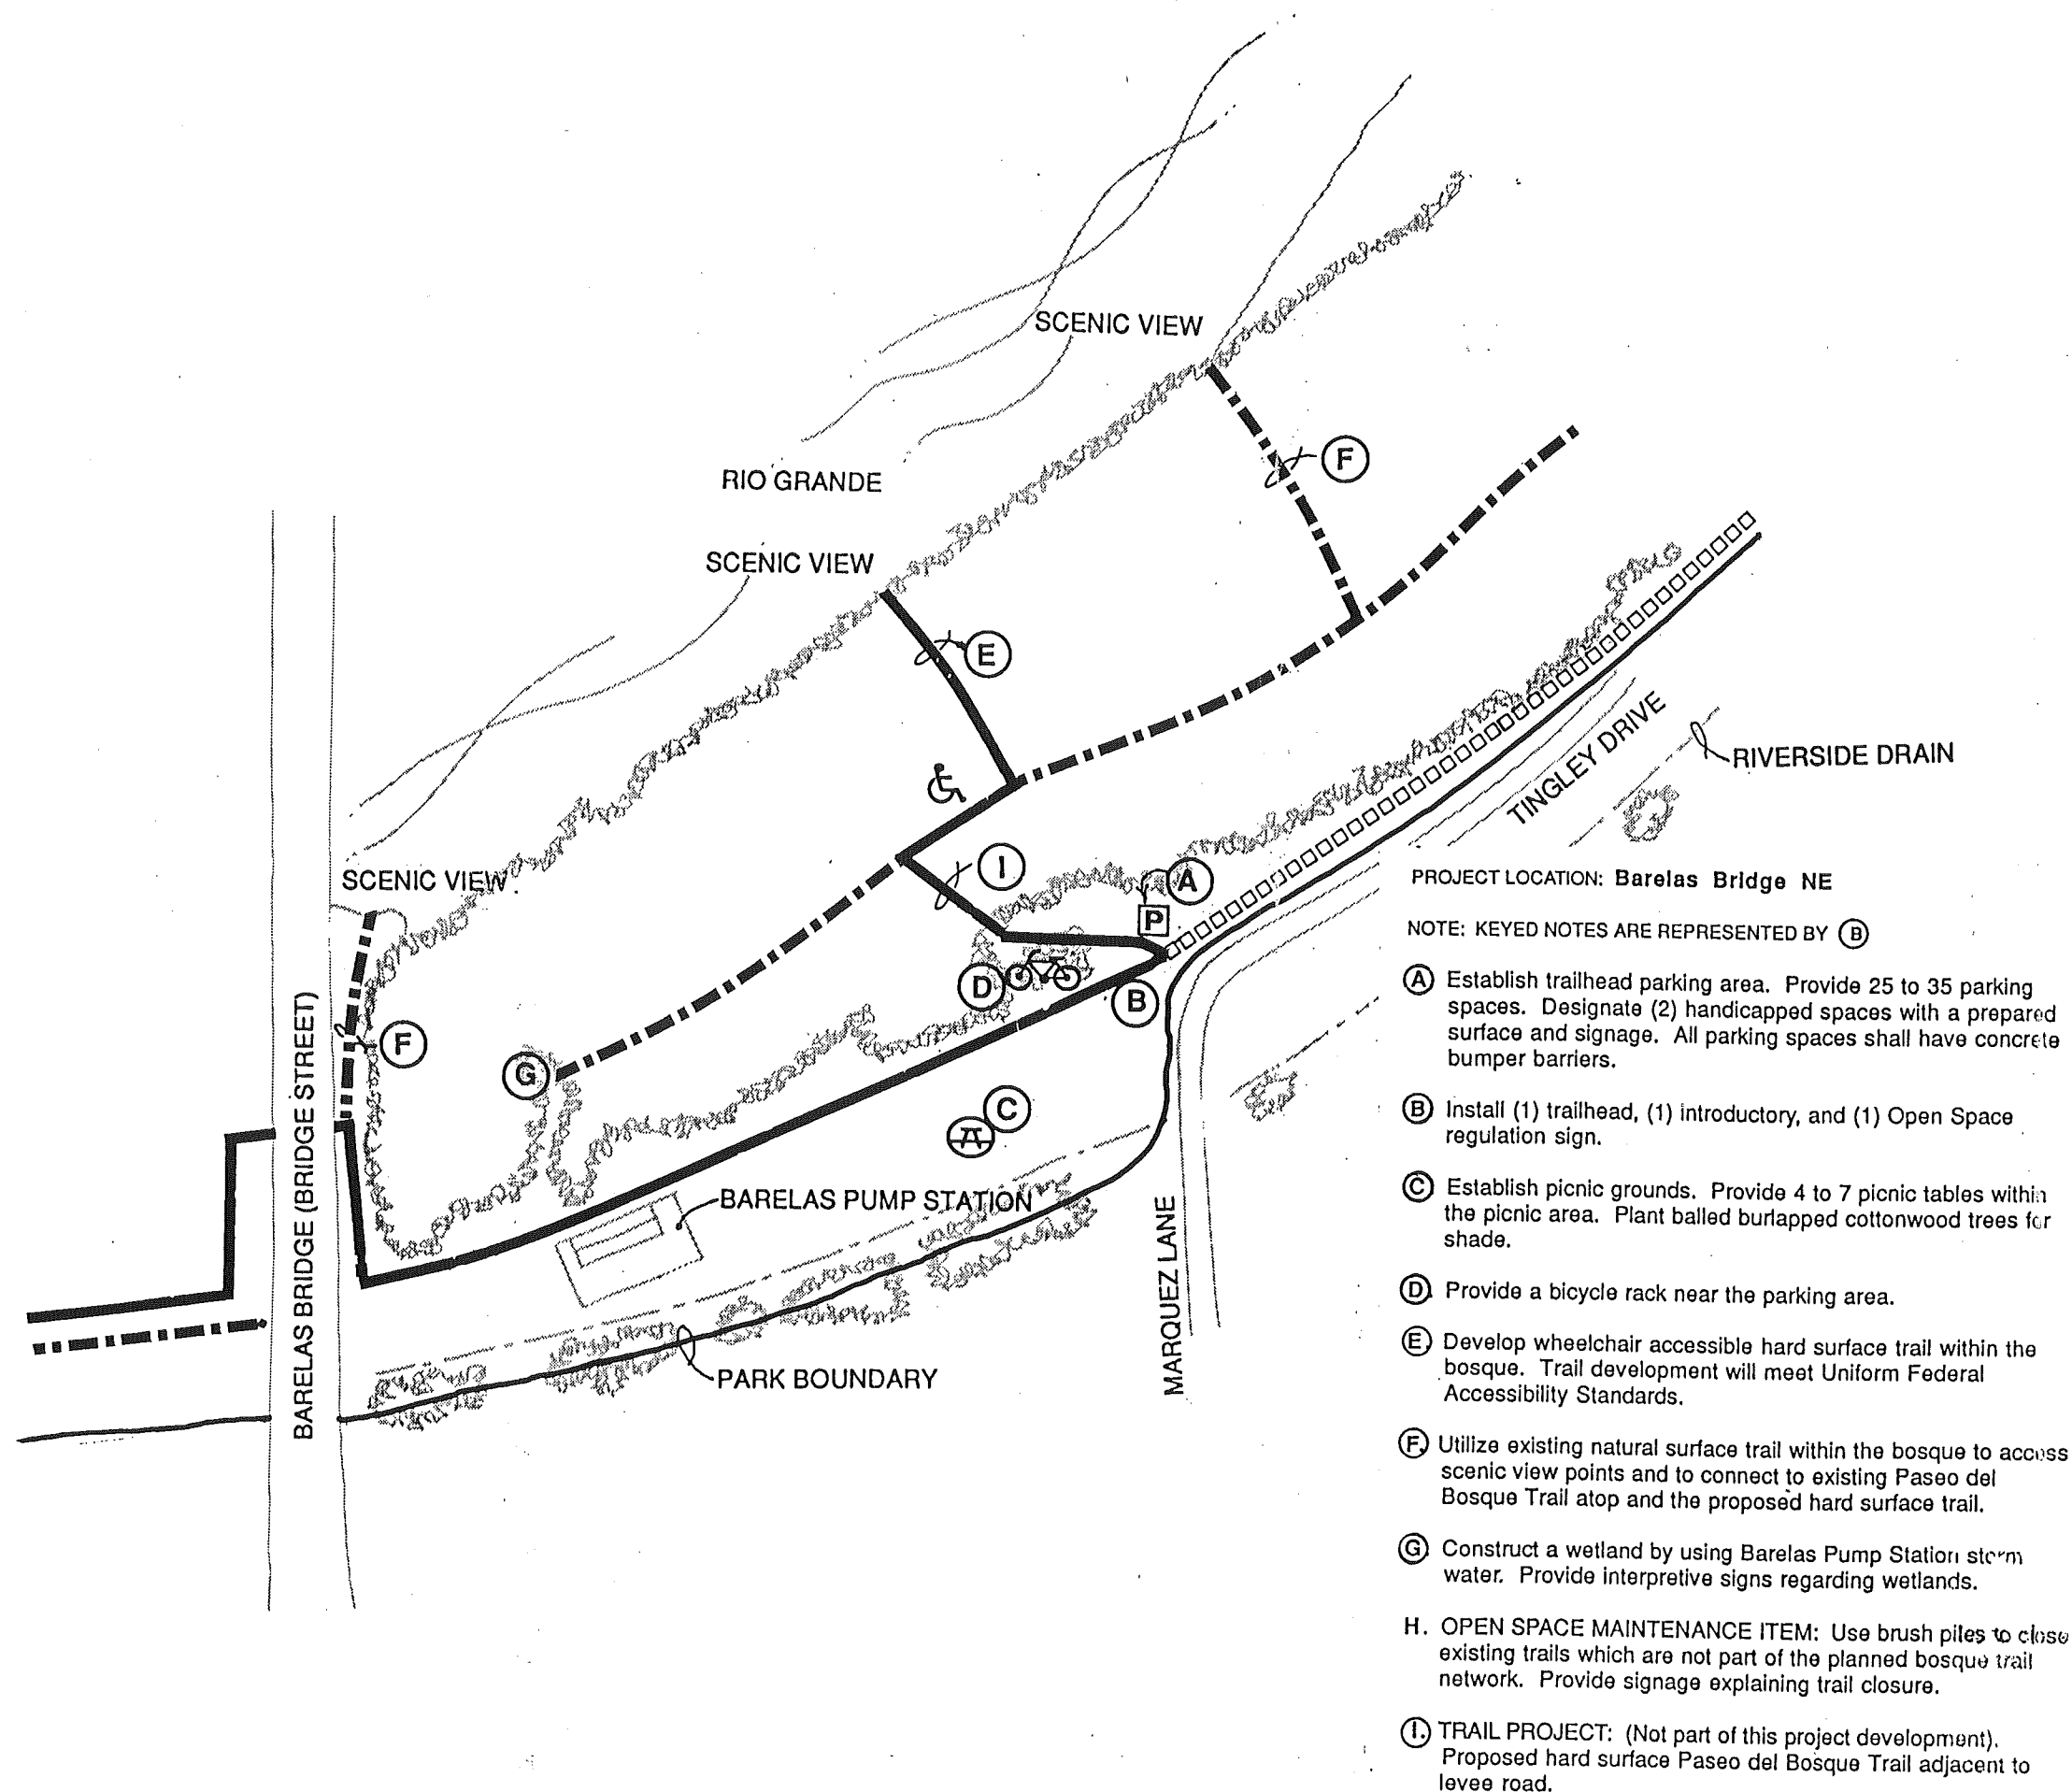 SCENIC VIEW
F
RIO GRANDE
SCENIC VIEW
E
TINGLEY DRIVE
RIVERSIDE DRAIN
SCENIC VIEW
I
A
P
D
B
F
G
C
BARELAS BRIDGE (BRIDGE STREET)
BARELAS PUMP STATION
MARQUEZ LANE
PARK BOUNDARY
PROJECT LOCATION: Barelas Bridge NE
NOTE: KEYED NOTES ARE REPRESENTED BY B
A Establish trailhead parking area. Provide 25 to 35 parking
spaces. Designate (2) handicapped spaces with a prepared
surface and signage. All parking spaces shall have concrete
bumper barriers.
B Install (1) trailhead, (1) introductory, and (1) Open Space
regulation sign.
C Establish picnic grounds. Provide 4 to 7 picnic tables within
the picnic area. Plant balled burlapped cottonwood trees for
shade.
D. Provide a bicycle rack near the parking area.
E. Develop wheelchair accessible hard surface trail within the
bosque. Trail development will meet Uniform Federal
Accessibility Standards.
F. Utilize existing natural surface trail within the bosque to access
scenic view points and to connect to existing Paseo del
Bosque Trail atop and the proposed hard surface trail.
G. Construct a wetland by using Barelas Pump Station storm
water. Provide interpretive signs regarding wetlands.
H. OPEN SPACE MAINTENANCE ITEM: Use brush piles to close
existing trails which are not part of the planned bosque trail
network. Provide signage explaining trail closure.
I. TRAIL PROJECT: (Not part of this project development).
Proposed hard surface Paseo del Bosque Trail adjacent to
levee road.